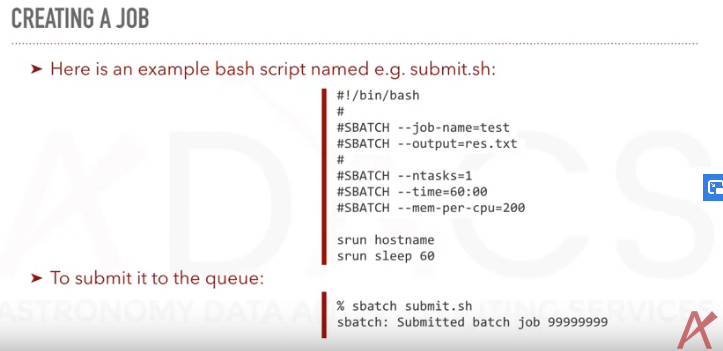 CREATING A JOB
➤ Here is an example bash script named e.g. submit.sh:
#!/bin/bash
#
#SBATCH --job-name=test
#SBATCH --output=res.txt
#
#SBATCH --ntasks=1
#SBATCH --time=60:00
#SBATCH --mem-per-cpu=200
srun hostname
srun sleep 60
➤ To submit it to the queue:
% sbatch submit.sh
sbatch: Submitted batch job 99999999
ADACS
ASTRONOMY DATA A UTING SERVICES